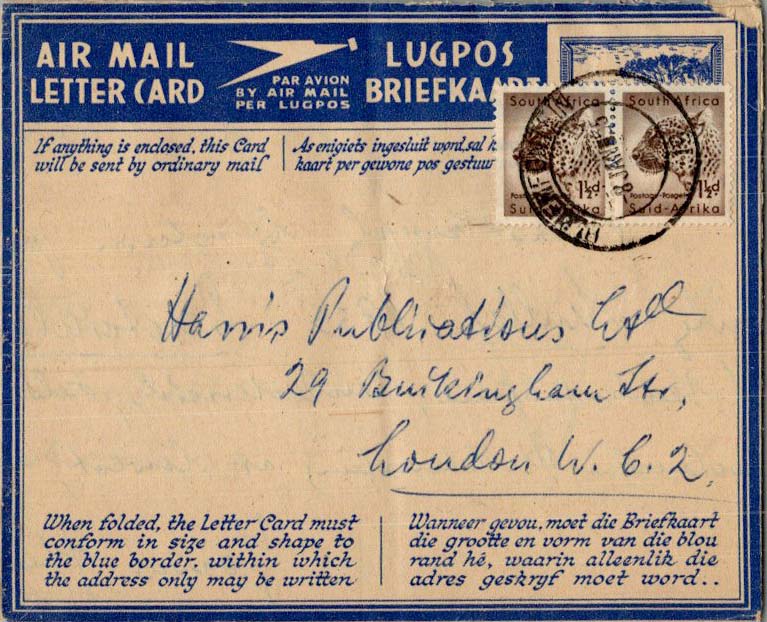 AIR MAIL
LETTER CARD
PAR AVION
BY AIR MAIL
PER LUGPOS
LUGPOS
BRIEFKAART
If anything is enclosed, this Card
will be sent by ordinary mail
As enigiets ingesluit word, sal
kaart per gewone pos gestuur
South Africa
1½d.
Postage-Posgeld
Suid-Afrika
South Africa
1½d.
Postage-Posgeld
Suid-Afrika
Harris Publications Ltd
29 Buckingham Str,
London W.C.2,
When folded, the Letter Card must
conform in size and shape to
the blue border, within which
the address only may be written
Wanneer gevou, moet die Briefkaart
die grootte en vorm van die blou
rand hê, waarin alleenlik die
adres geskryf moet word..